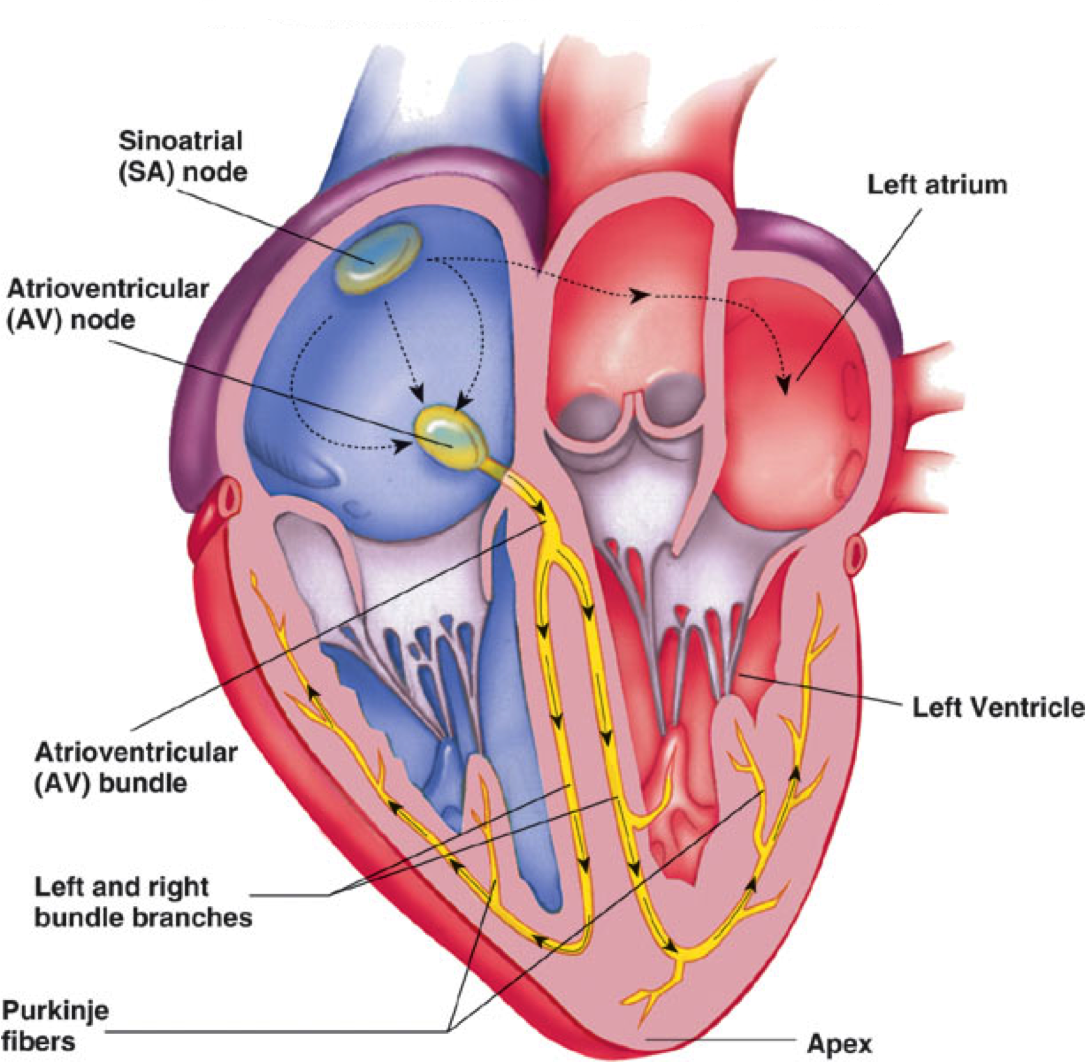 Sinoatrial
(SA) node
Left atrium
Atrioventricular
(AV) node
Left Ventricle
Atrioventricular
(AV) bundle
Left and right
bundle branches
Purkinje
fibers
Apex